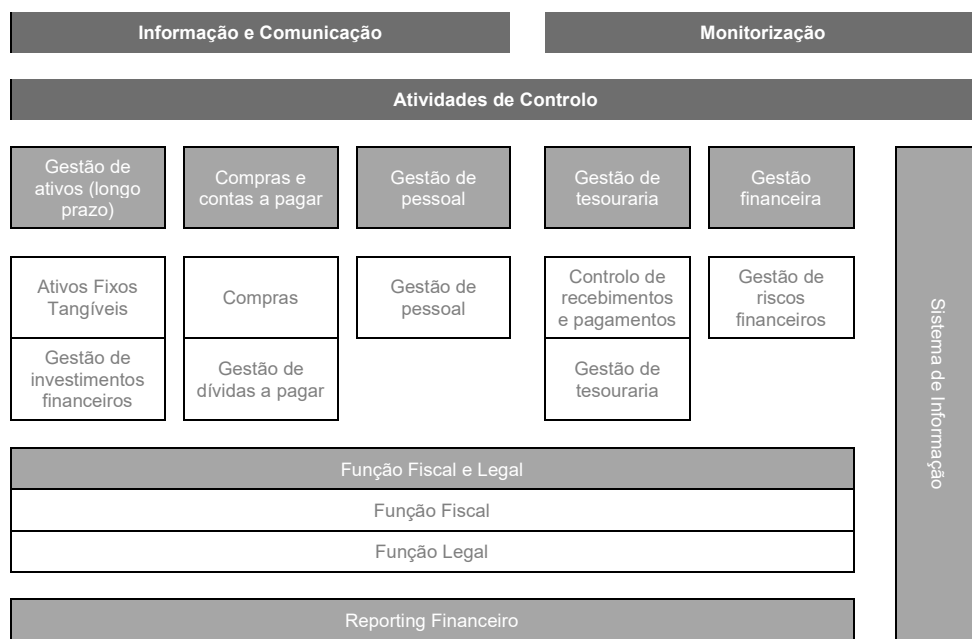 Informação e Comunicação
Monitorização
Atividades de Controlo
Gestão de
ativos (longo
prazo)
Compras e
contas a pagar
Gestão de
pessoal
Gestão de
tesouraria
Gestão
financeira
Ativos Fixos
Tangíveis
Compras
Gestão de
pessoal
Controlo de
recebimentos
e pagamentos
Gestão de
riscos
financeiros
Gestão de
investimentos
financeiros
Gestão de
dívidas a pagar
Gestão de
tesouraria
Sistema de Informação
Função Fiscal e Legal
Função Fiscal
Função Legal
Reporting Financeiro